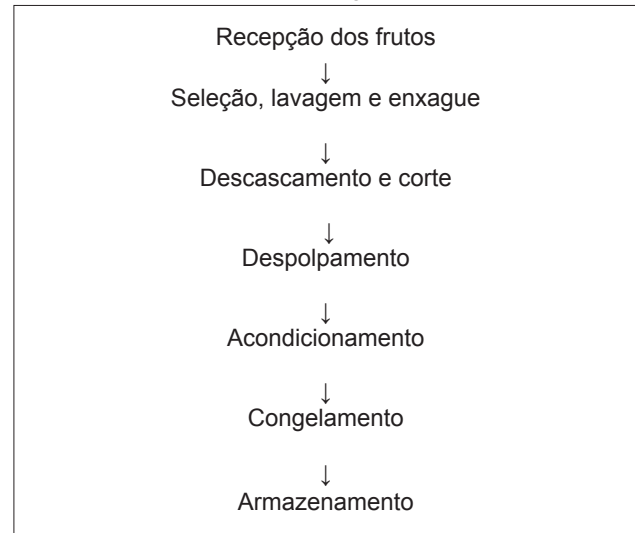 Recepção dos frutos
↓
Seleção, lavagem e enxague
↓
Descascamento e corte
↓
Despolpamento
↓
Acondicionamento
↓
Congelamento
↓
Armazenamento